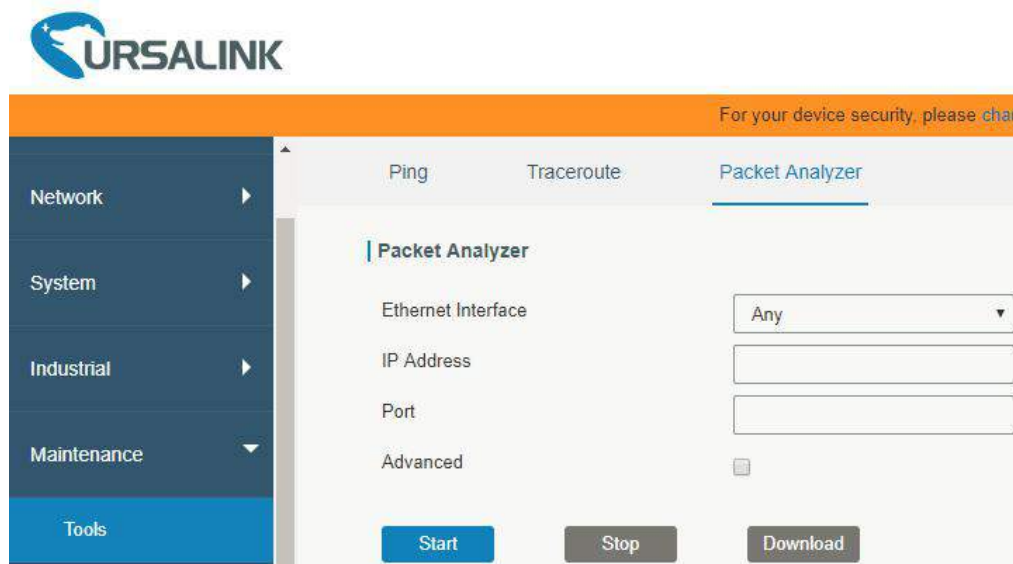 URSALINK
For your device security, please
Ping Traceroute Packet Analyzer
Network
Packet Analyzer
System
Ethernet Interface Any
IP Address
Industrial
Port
Maintenance
Advanced
Tools
Start Stop Download